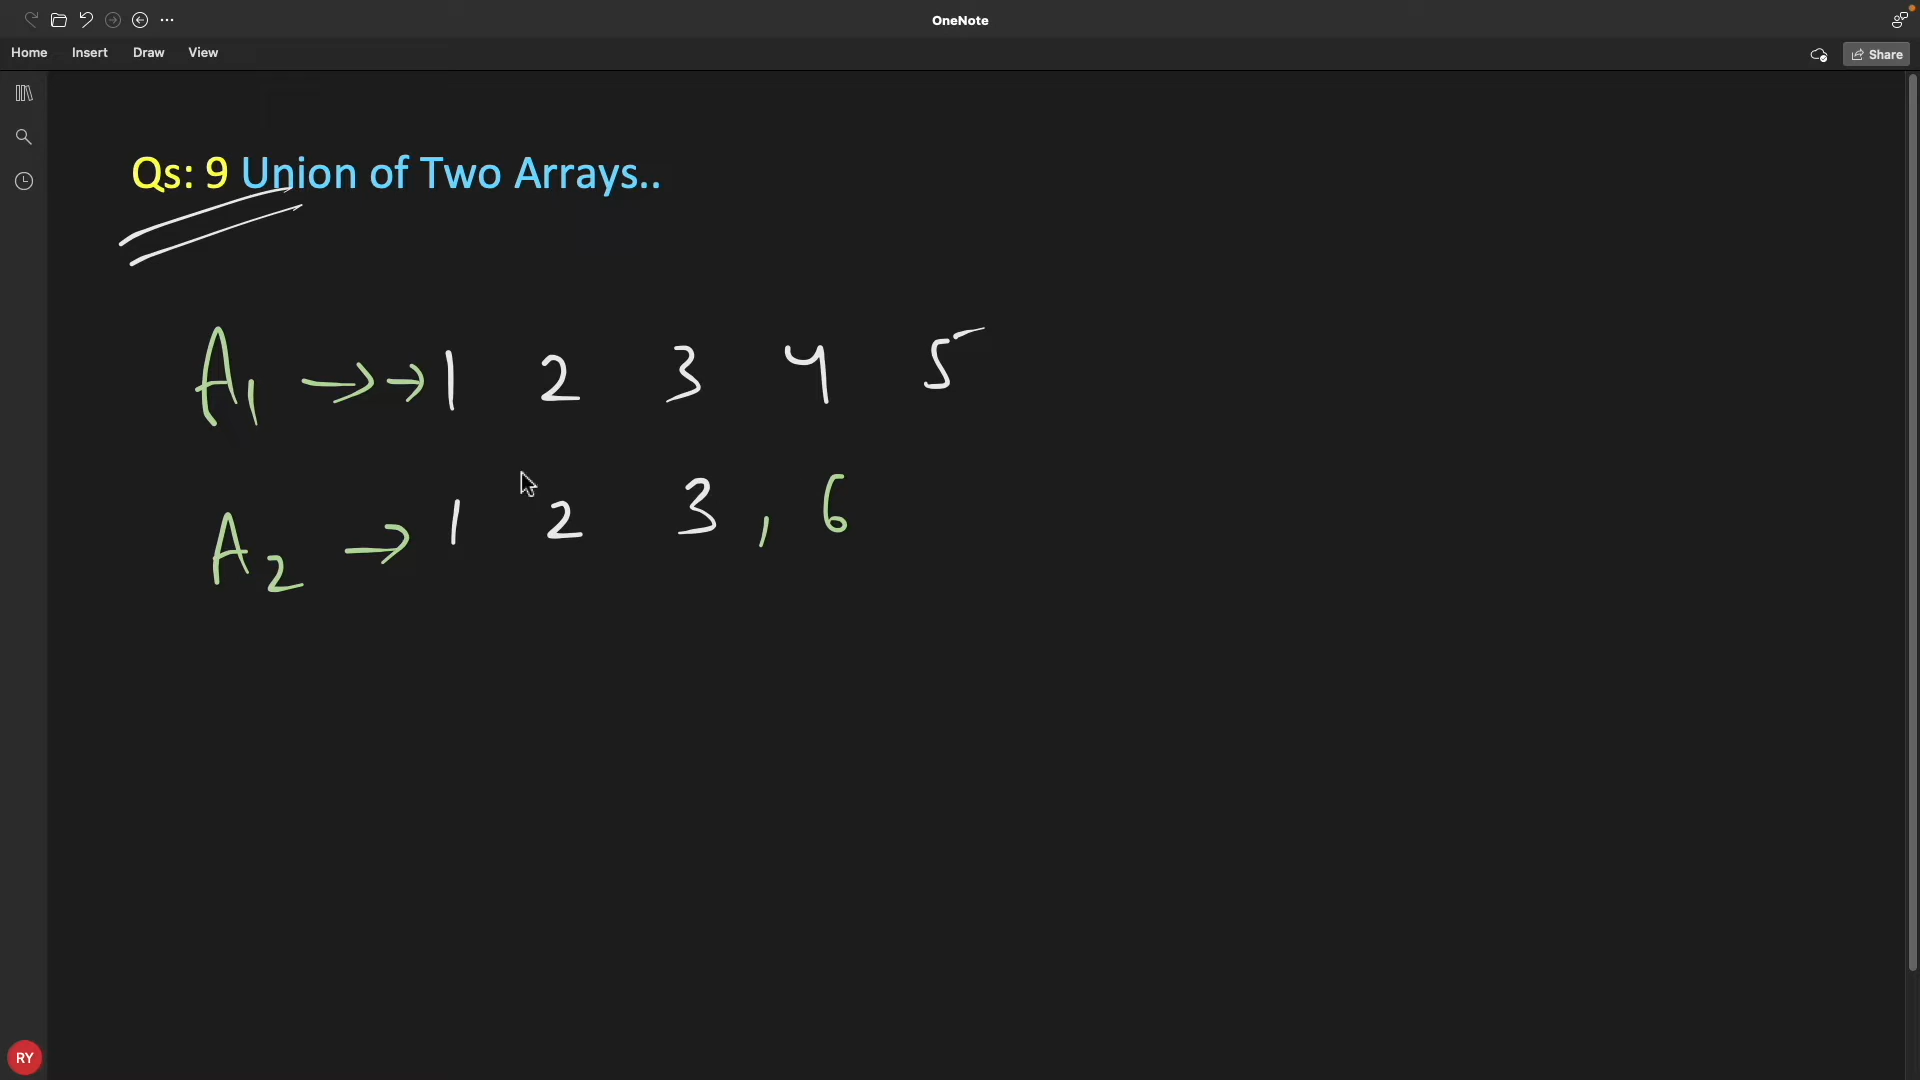 OneNote
Home Insert Draw View
Share
Qs: 9 Union of Two Arrays..
A1 →→ 1 2 3 4 5
A2 → 1 2 3 , 6
RY